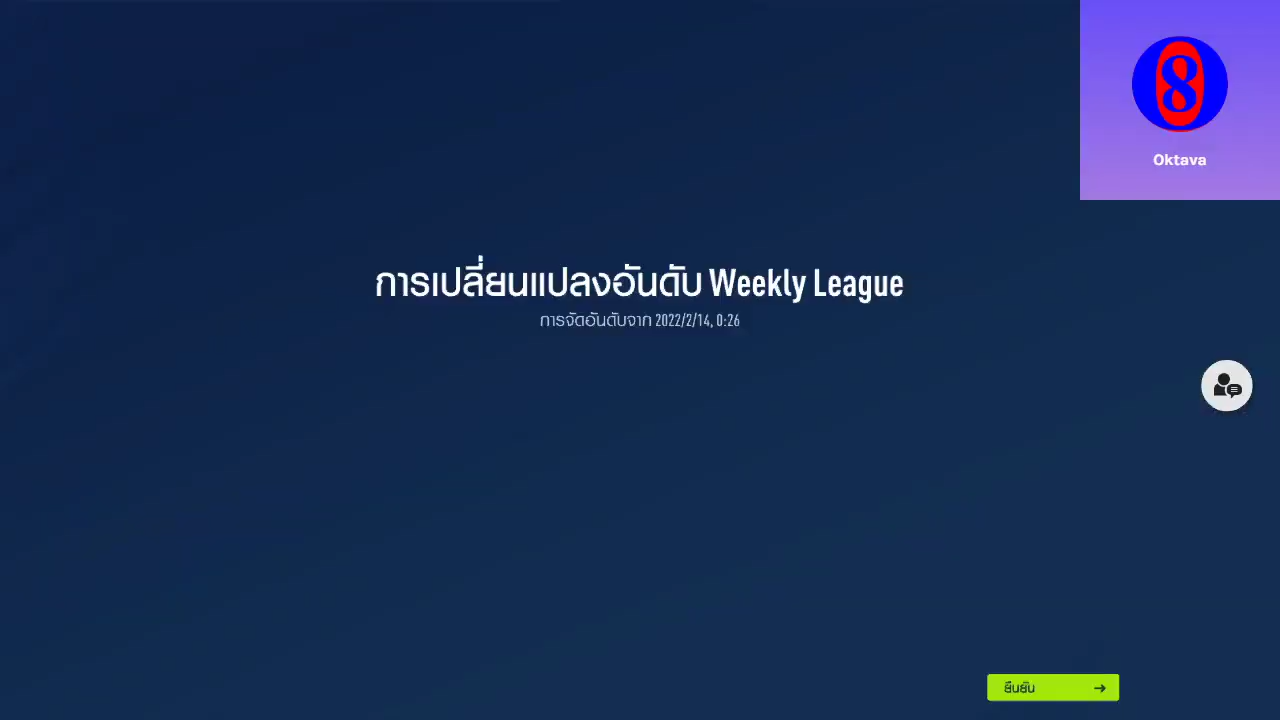 8
Oktava
การเปลี่ยนแปลงอันดับ Weekly League
การจัดอันดับจาก 2022/2/14, 0:26
ยืนยัน